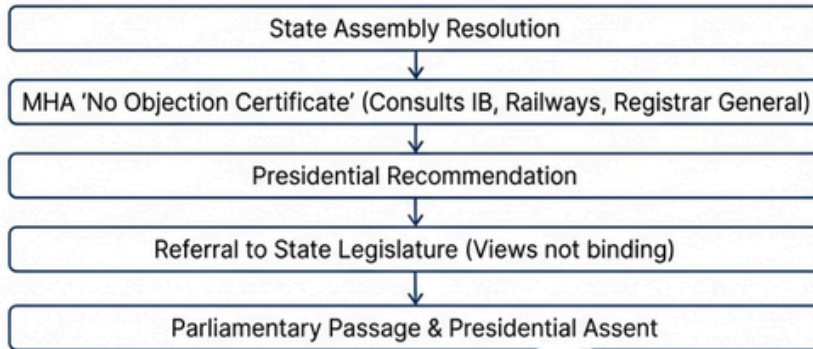 State Assembly Resolution
MHA ‘No Objection Certificate’ (Consults IB, Railways, Registrar General)
Presidential Recommendation
Referral to State Legislature (Views not binding)
Parliamentary Passage & Presidential Assent